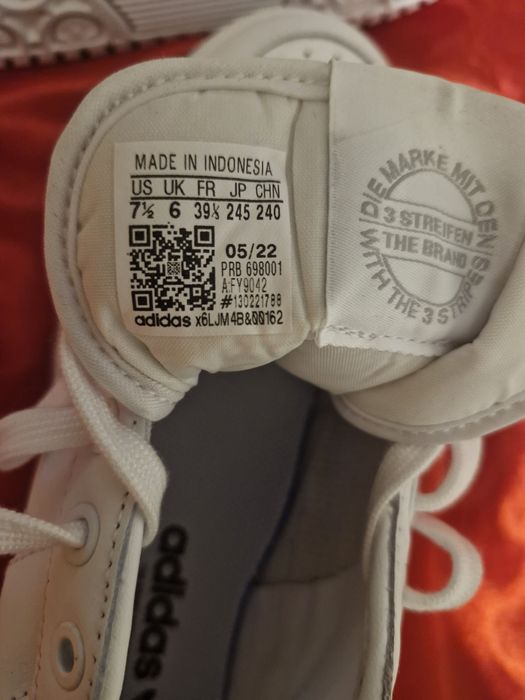 MADE IN INDONESIA
US UK FR JP CHN
7½ 6 39⅓ 245 240
05/22
PRB 698001
A:FY9042
#130221788
adidas x6LJM4B&00162
DIE MARKE MIT DEN
3 STREIFEN
THE BRAND
WITH THE 3 STRIPES
adidas